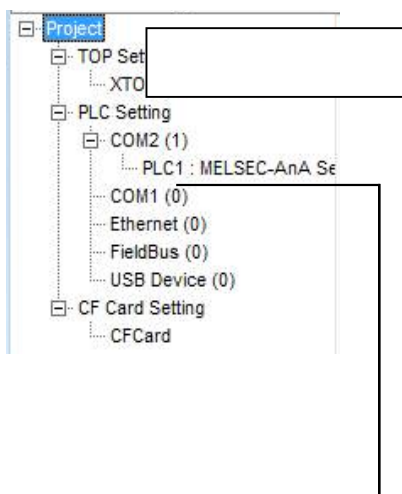 Project
TOP Set
XTO
PLC Setting
COM2 (1)
PLC1 : MELSEC-AnA Se
COM1 (0)
Ethernet (0)
FieldBus (0)
USB Device (0)
CF Card Setting
CFCard